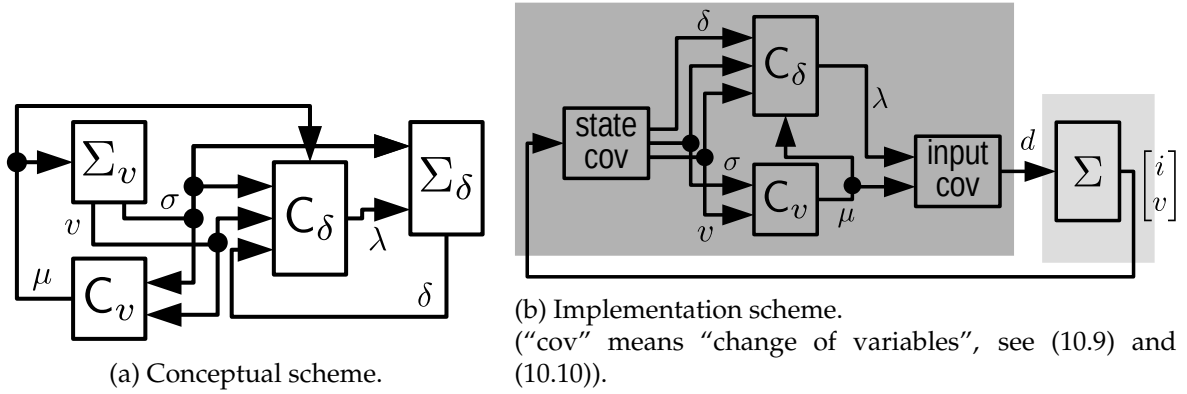 Σv
v
σ
μ
Cv
Cδ
λ
Σδ
δ
(a) Conceptual scheme.
δ
Cδ
λ
state
cov
σ
Cv
v
μ
input
cov
d
Σ
i
v
(b) Implementation scheme.
(“cov” means “change of variables”, see (10.9) and
(10.10)).